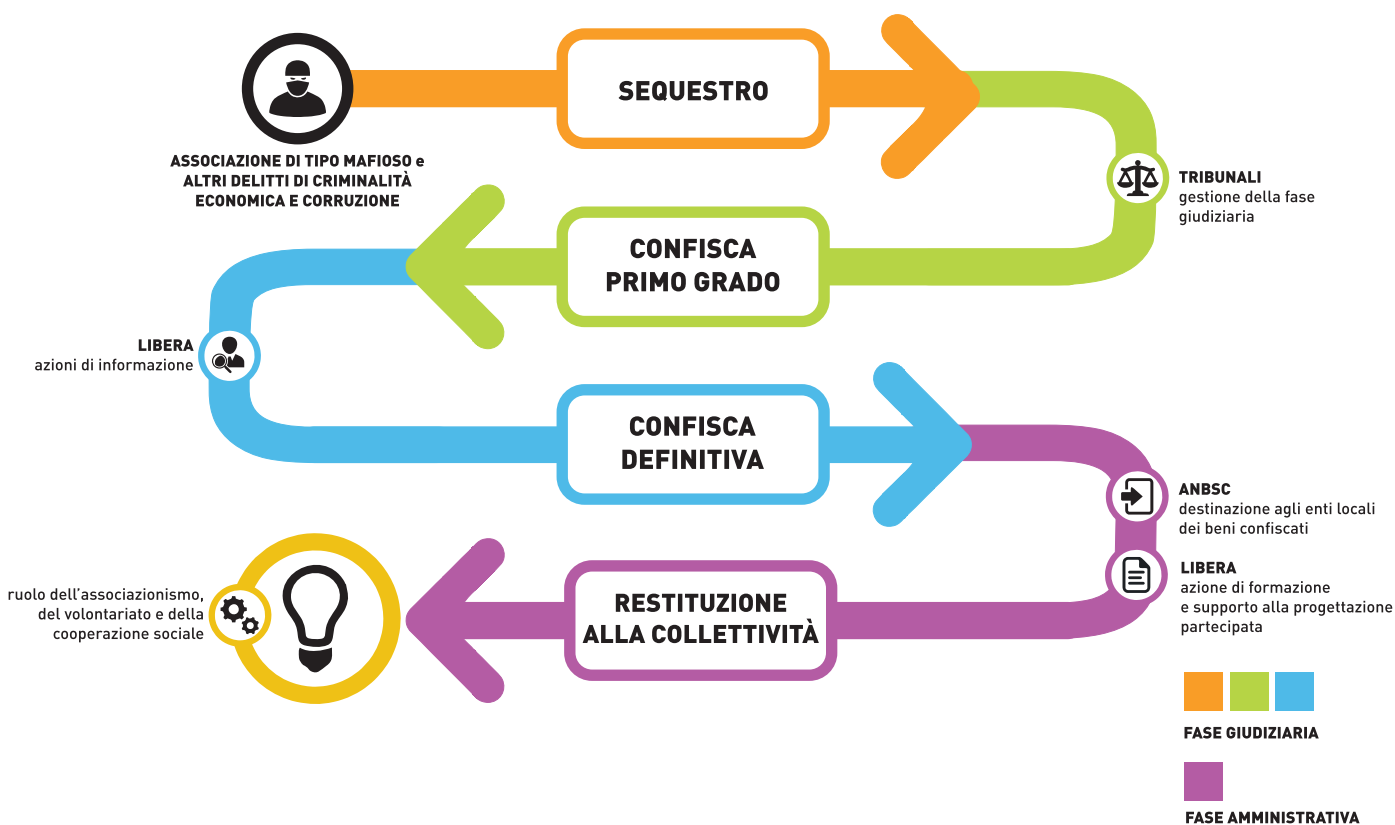 SEQUESTRO
ASSOCIAZIONE DI TIPO MAFIOSO e
ALTRI DELITTI DI CRIMINALITÀ
ECONOMICA E CORRUZIONE
TRIBUNALI
gestione della fase
giudiziaria
CONFISCA
PRIMO GRADO
LIBERA
azioni di informazione
CONFISCA
DEFINITIVA
ANBSC
destinazione agli enti locali
dei beni confiscati
LIBERA
azione di formazione
e supporto alla progettazione
partecipata
RESTITUZIONE
ALLA COLLETTIVITÀ
ruolo dell'associazionismo,
del volontariato e della
cooperazione sociale
FASE GIUDIZIARIA
FASE AMMINISTRATIVA